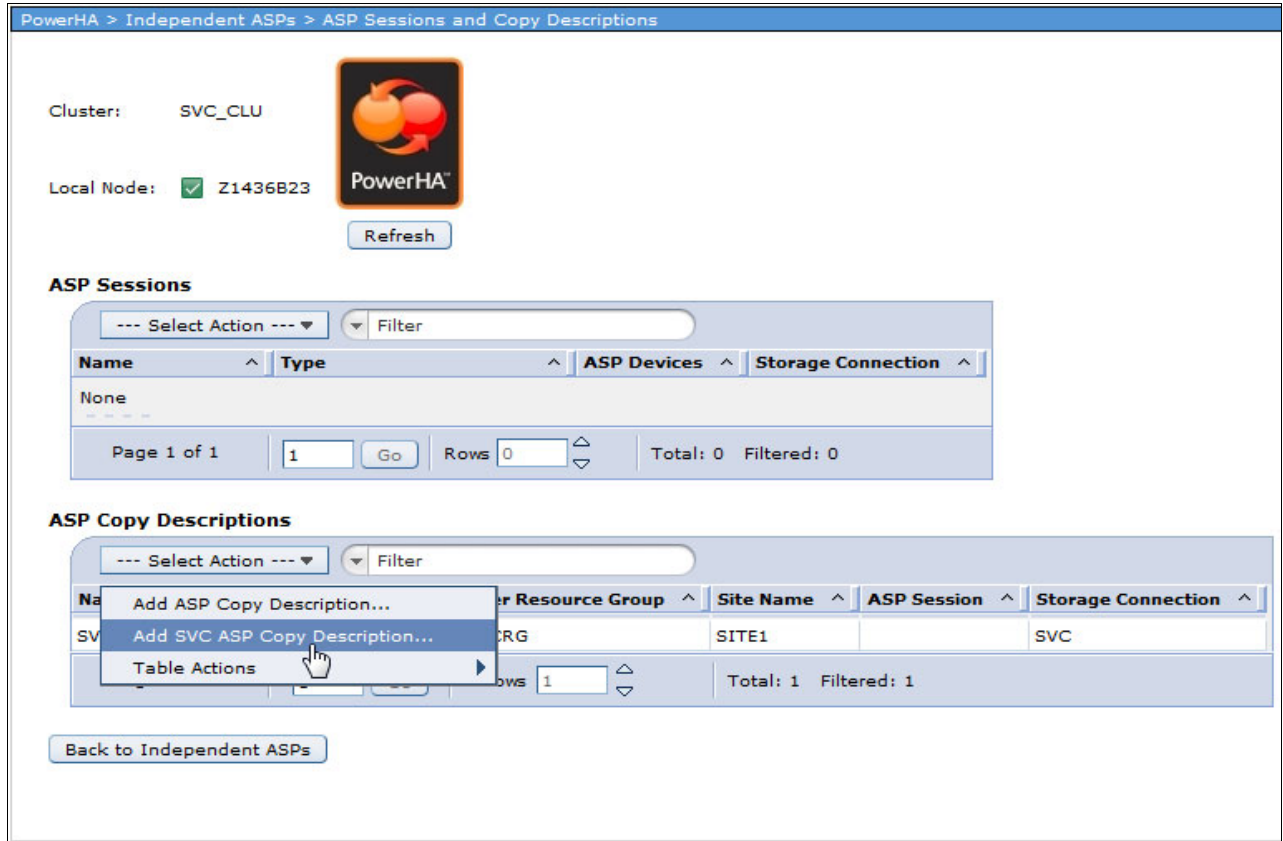 PowerHA > Independent ASPs > ASP Sessions and Copy Descriptions
Cluster: SVC_CLU
Local Node: Z1436B23
PowerHA™
Refresh
ASP Sessions
--- Select Action --- Filter
Name Type ASP Devices Storage Connection
None
Page 1 of 1 1 Go Rows 0 Total: 0 Filtered: 0
ASP Copy Descriptions
--- Select Action --- Filter
Resource Group Site Name ASP Session Storage Connection
Add ASP Copy Description...
SITE1 SVC
Add SVC ASP Copy Description...
Table Actions
1 Total: 1 Filtered: 1
Back to Independent ASPs